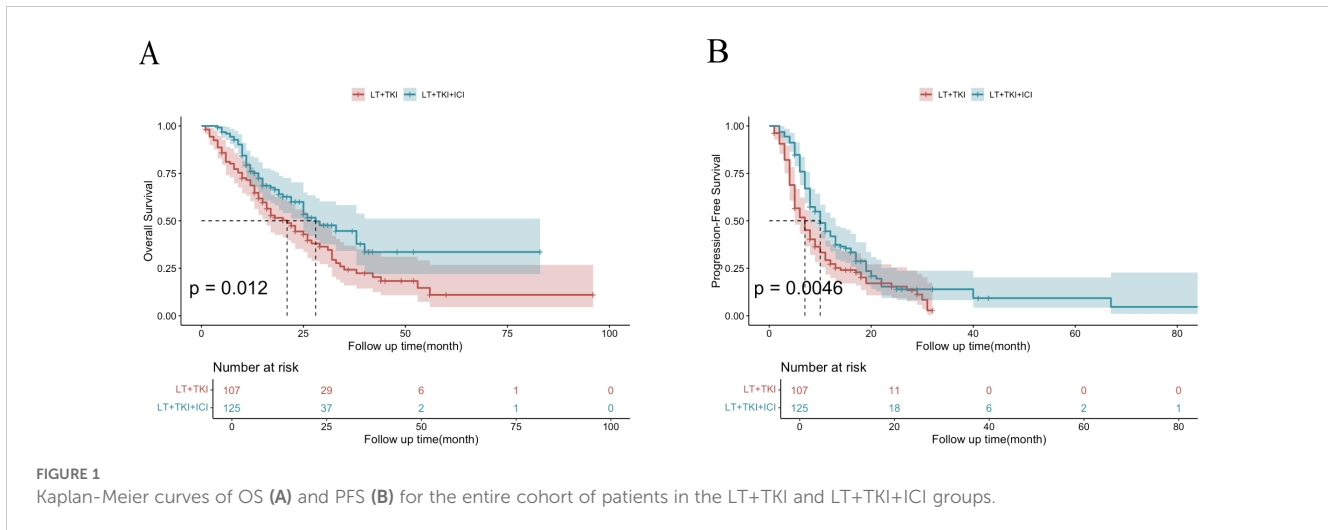 A
LT+TKI LT+TKI+ICI
1.00
0.75
0.50
0.25
0.00
Overall Survival
p = 0.012
0 25 50 75 100
Follow up time(month)
Number at risk
LT+TKI 107 29 6 1 0
LT+TKI+ICI 125 37 2 1 0
0 25 50 75 100
Follow up time(month)
B
LT+TKI LT+TKI+ICI
1.00
0.75
0.50
0.25
0.00
Progression-Free Survival
p = 0.0046
0 20 40 60 80
Follow up time(month)
Number at risk
LT+TKI 107 11 0 0 0
LT+TKI+ICI 125 18 6 2 1
0 20 40 60 80
Follow up time(month)
FIGURE 1
Kaplan-Meier curves of OS (A) and PFS (B) for the entire cohort of patients in the LT+TKI and LT+TKI+ICI groups.